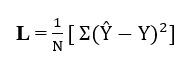 L = 1/N [ Σ(Ŷ − Y)² ]